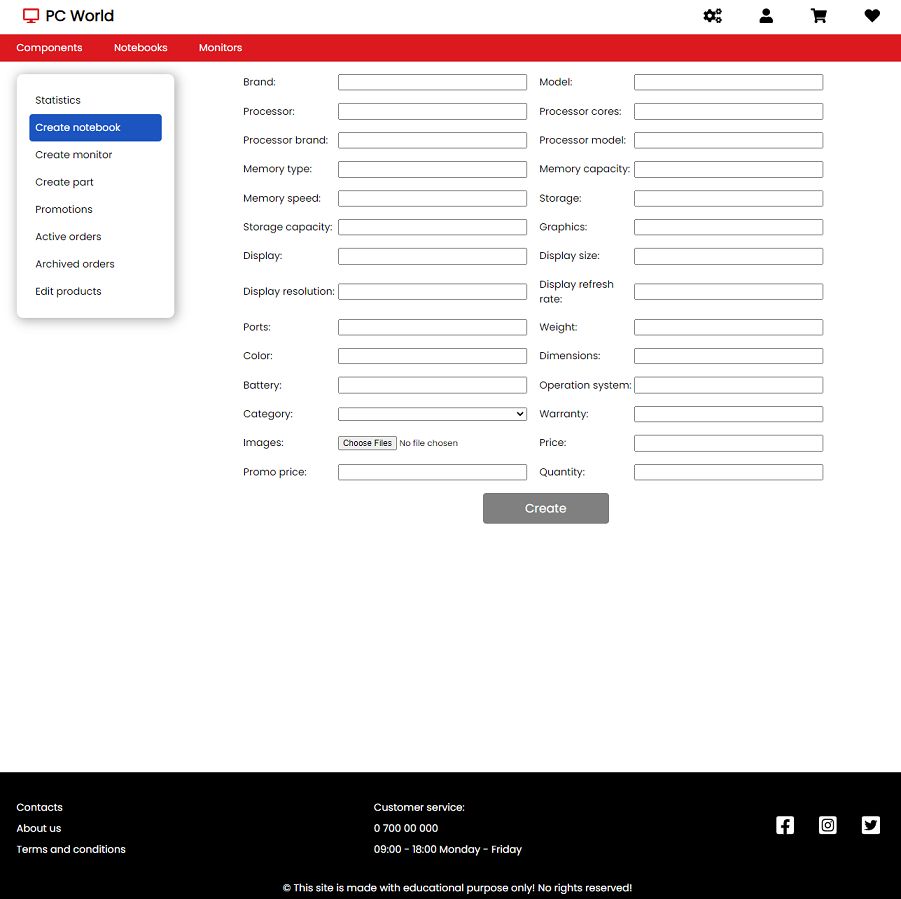 PC World
Components Notebooks Monitors
Statistics
Create notebook
Create monitor
Create part
Promotions
Active orders
Archived orders
Edit products
Brand: Model:
Processor: Processor cores:
Processor brand: Processor model:
Memory type: Memory capacity:
Memory speed: Storage:
Storage capacity: Graphics:
Display: Display size:
Display resolution: Display refresh
rate:
Ports: Weight:
Color: Dimensions:
Battery: Operation system:
Category: Warranty:
Images: Choose Files No file chosen Price:
Promo price: Quantity:
Create
Contacts
About us
Terms and conditions
Customer service:
0 700 00 000
09:00 - 18:00 Monday - Friday
© This site is made with educational purpose only! No rights reserved!